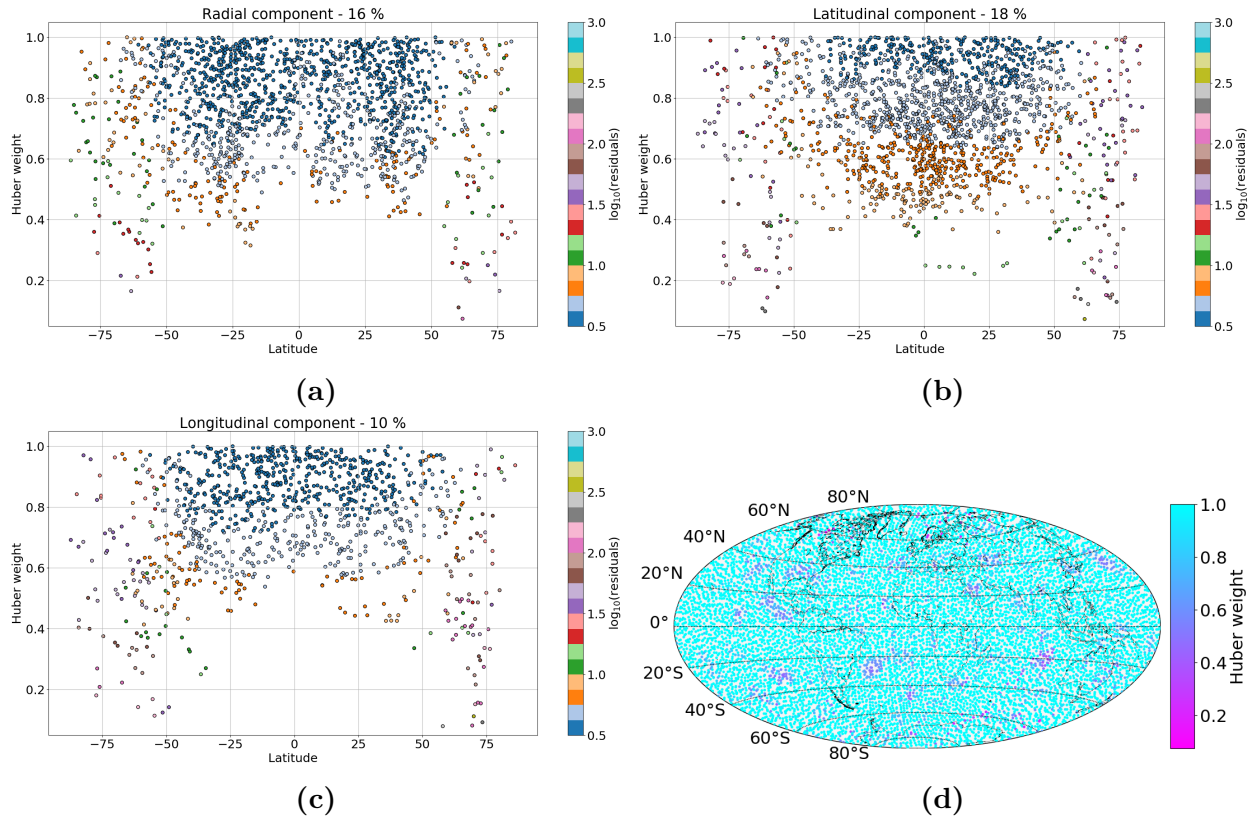 Radial component - 16 %
Huber weight
1.0
0.8
0.6
0.4
0.2
−75 −50 −25 0 25 50 75
Latitude
3.0
2.5
2.0
1.5
1.0
0.5
log10(residuals)
(a)
Latitudinal component - 18 %
Huber weight
1.0
0.8
0.6
0.4
0.2
−75 −50 −25 0 25 50 75
Latitude
3.0
2.5
2.0
1.5
1.0
0.5
log10(residuals)
(b)
Longitudinal component - 10 %
Huber weight
1.0
0.8
0.6
0.4
0.2
−75 −50 −25 0 25 50 75
Latitude
3.0
2.5
2.0
1.5
1.0
0.5
log10(residuals)
(c)
80°N
60°N
40°N
20°N
0°
20°S
40°S
60°S
80°S
1.0
0.8
0.6
0.4
0.2
Huber weight
(d)